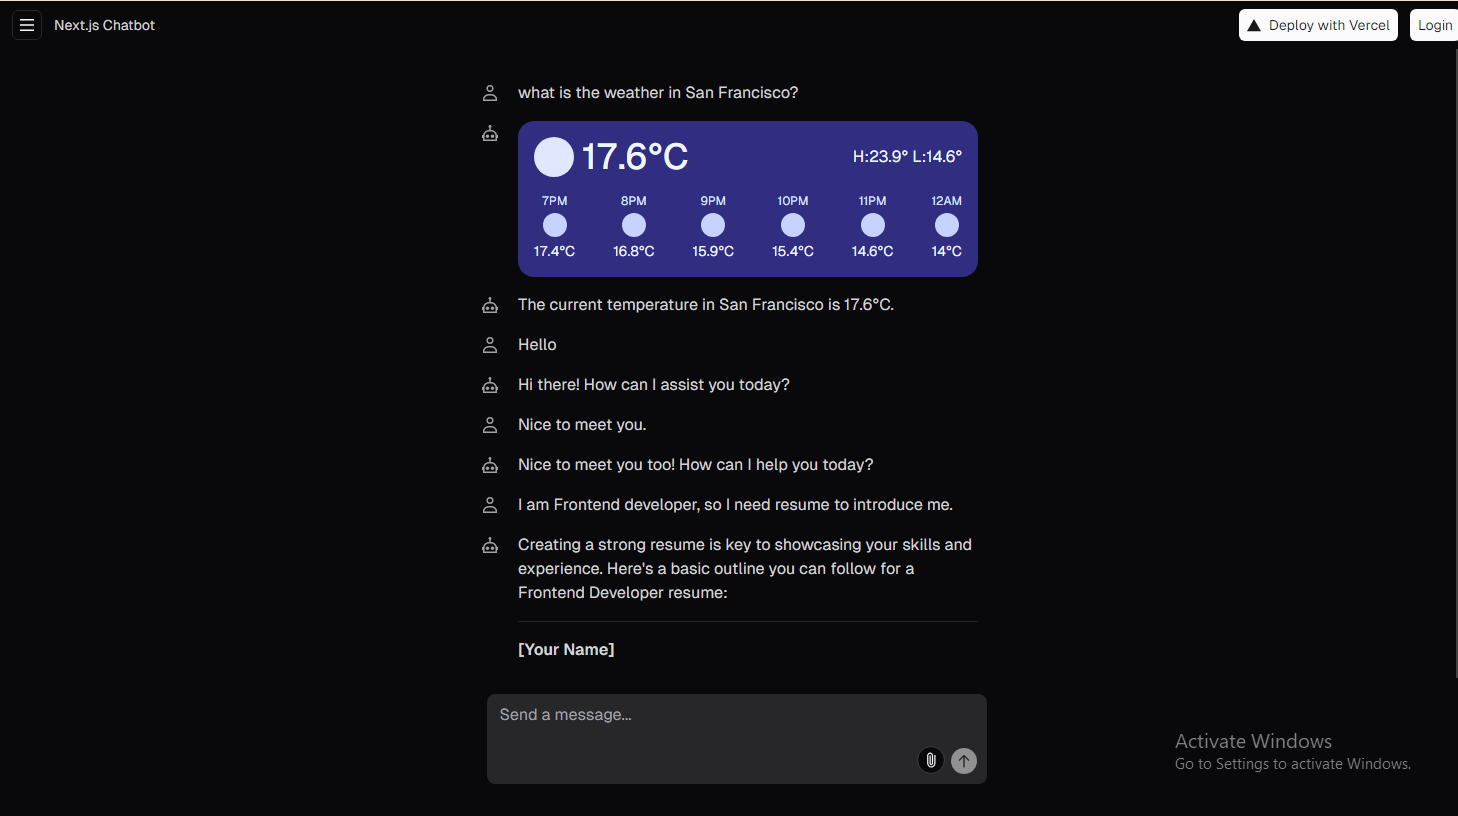 Next.js Chatbot
Deploy with Vercel
Login
what is the weather in San Francisco?
17.6°C
H:23.9° L:14.6°
7PM 8PM 9PM 10PM 11PM 12AM
17.4°C 16.8°C 15.9°C 15.4°C 14.6°C 14°C
The current temperature in San Francisco is 17.6°C.
Hello
Hi there! How can I assist you today?
Nice to meet you.
Nice to meet you too! How can I help you today?
I am Frontend developer, so I need resume to introduce me.
Creating a strong resume is key to showcasing your skills and
experience. Here's a basic outline you can follow for a
Frontend Developer resume:
[Your Name]
Send a message...
Activate Windows
Go to Settings to activate Windows.